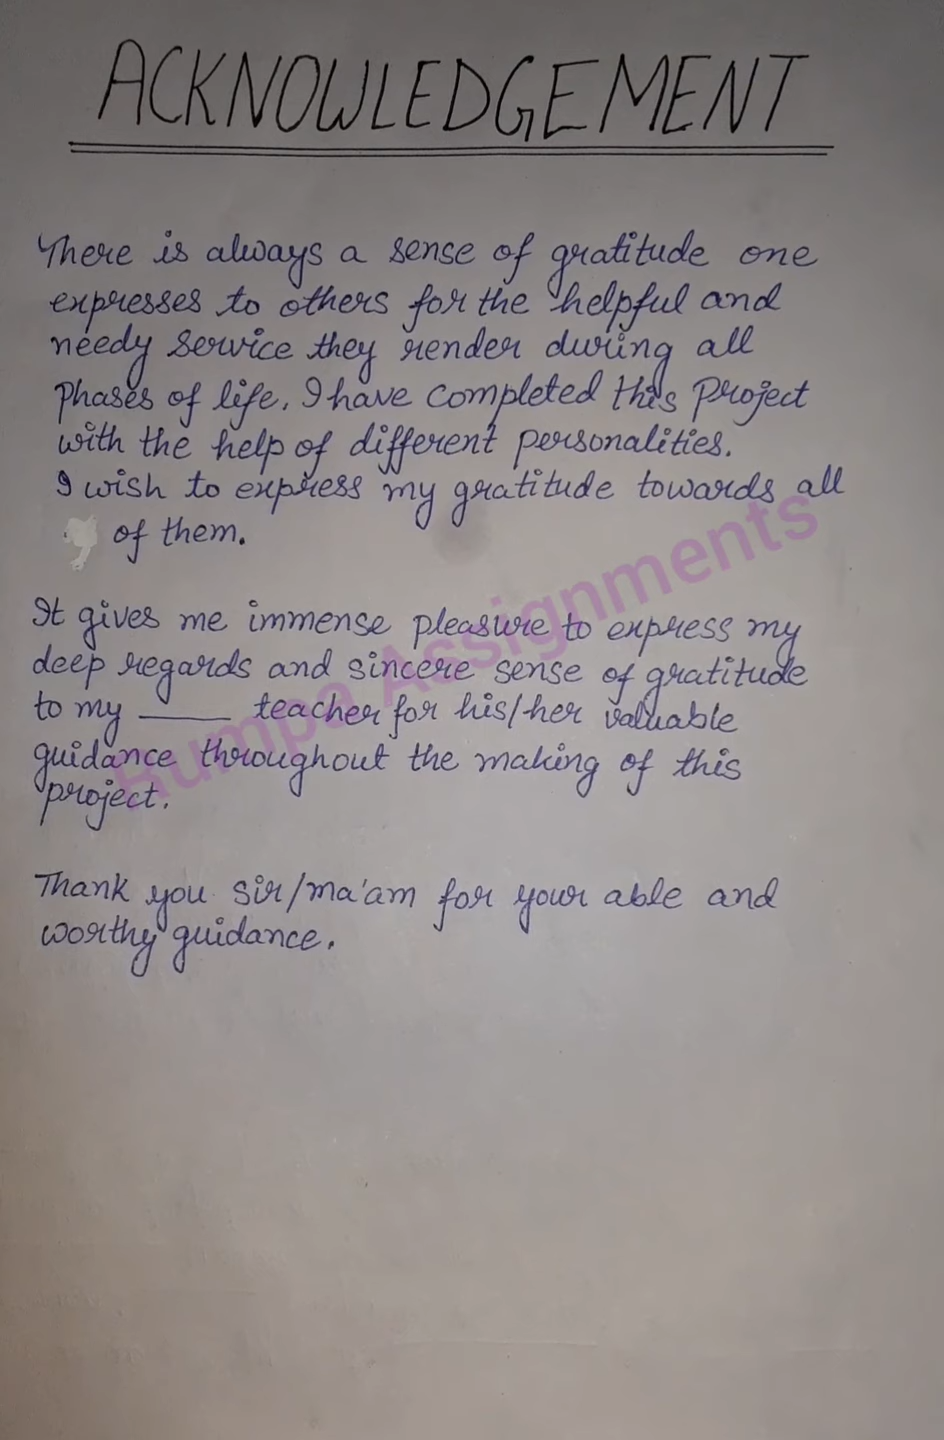 ACKNOWLEDGEMENT
There is always a sense of gratitude one
expresses to others for the helpful and
needy service they render during all
Phases of life. I have completed this Project
with the help of different personalities.
I wish to express my gratitude towards all
of them.
It gives me immense pleasure to express my
deep regards and sincere sense of gratitude
to my _____ teacher for his/her valuable
guidance throughout the making of this
project.
Thank you sir/ma'am for your able and
worthy guidance.
Rumpa Assignments